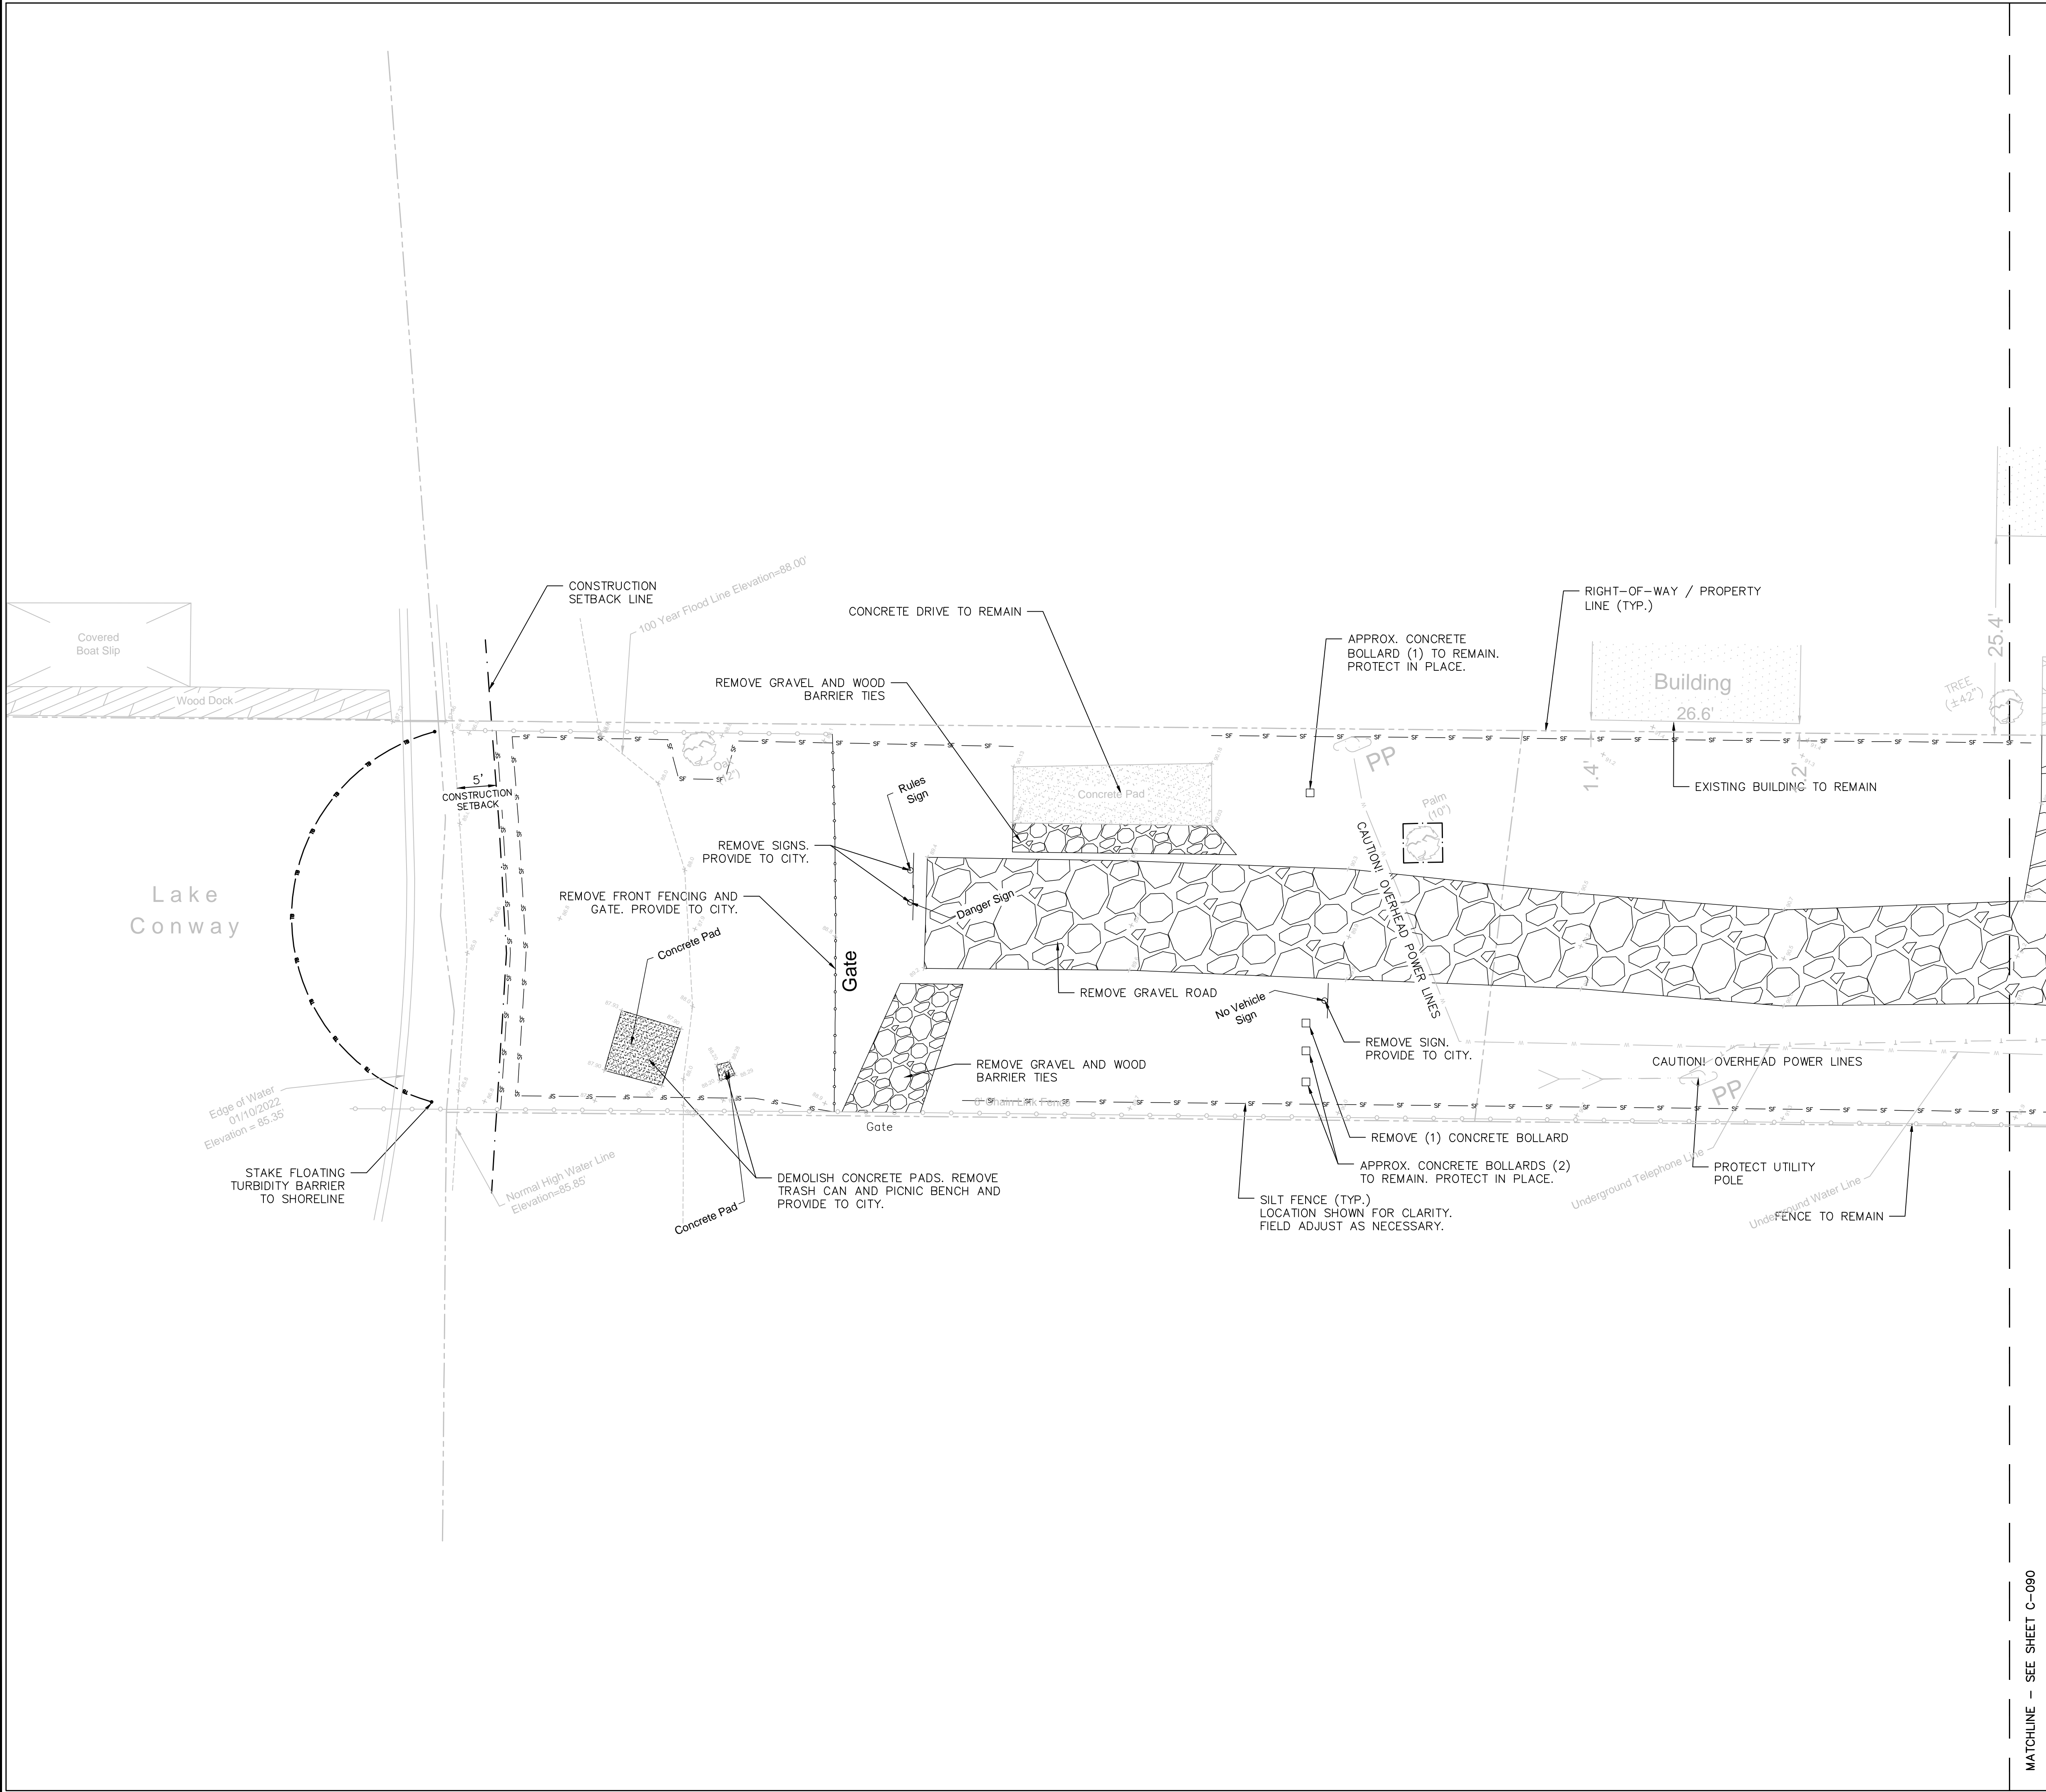 CONSTRUCTION
SETBACK LINE
100 Year Flood Line Elevation=88.00'
CONCRETE DRIVE TO REMAIN
RIGHT-OF-WAY / PROPERTY
LINE (TYP.)
APPROX. CONCRETE
BOLLARD (1) TO REMAIN.
PROTECT IN PLACE.
Covered
Boat Slip
Wood Dock
REMOVE GRAVEL AND WOOD
BARRIER TIES
Building
26.6'
25.4'
TREE
(±42")
5'
CONSTRUCTION
SETBACK
Oak
Rules
Sign
Concrete Pad
PP
1.4'
EXISTING BUILDING TO REMAIN
Palm
(10")
CAUTION! OVERHEAD POWER LINES
REMOVE SIGNS.
PROVIDE TO CITY.
Lake
Conway
REMOVE FRONT FENCING AND
GATE. PROVIDE TO CITY.
Danger Sign
Concrete Pad
Gate
REMOVE GRAVEL ROAD
No Vehicle
Sign
REMOVE SIGN.
PROVIDE TO CITY.
CAUTION! OVERHEAD POWER LINES
REMOVE GRAVEL AND WOOD
BARRIER TIES
PP
6' Chain Link Fence
Edge of Water
01/10/2022
Elevation = 85.35'
Gate
REMOVE (1) CONCRETE BOLLARD
APPROX. CONCRETE BOLLARDS (2)
TO REMAIN. PROTECT IN PLACE.
PROTECT UTILITY
POLE
STAKE FLOATING
TURBIDITY BARRIER
TO SHORELINE
Normal High Water Line
Elevation=85.85'
DEMOLISH CONCRETE PADS. REMOVE
TRASH CAN AND PICNIC BENCH AND
PROVIDE TO CITY.
Concrete Pad
SILT FENCE (TYP.)
LOCATION SHOWN FOR CLARITY.
FIELD ADJUST AS NECESSARY.
Underground Telephone Line
Underground Water Line
FENCE TO REMAIN
MATCHLINE - SEE SHEET C-090